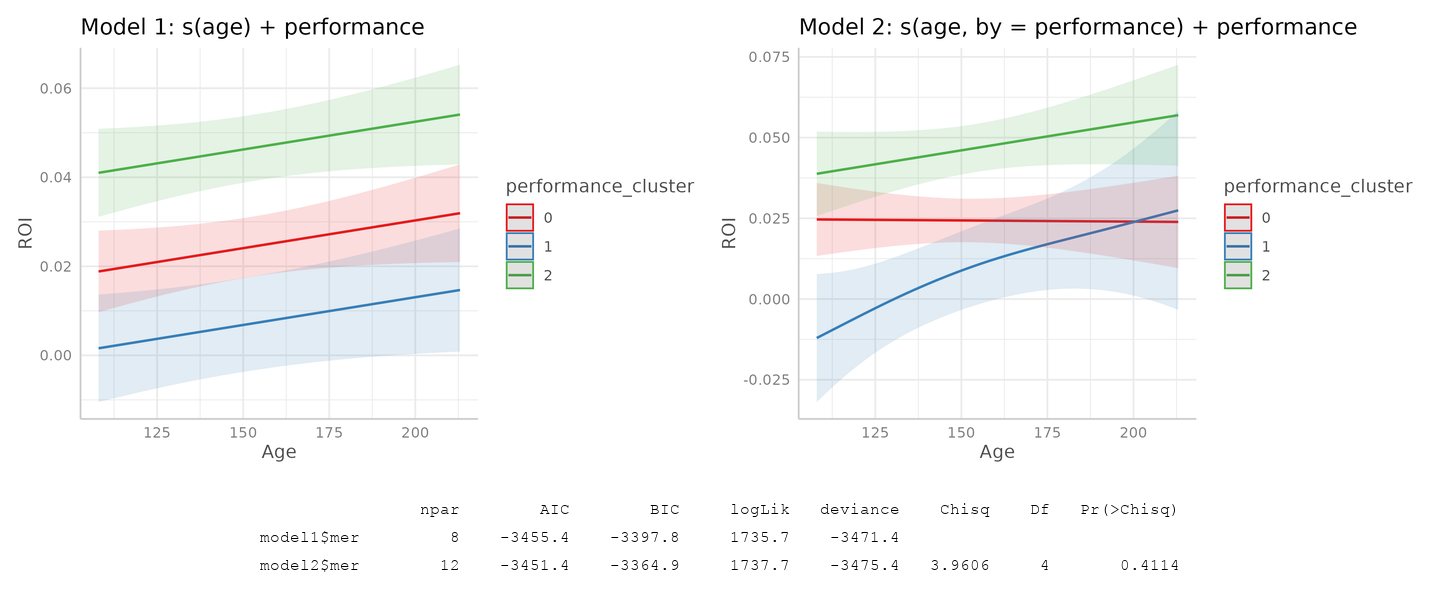 Model 1: s(age) + performance
0.06
0.04
0.02
0.00
ROI
125 150 175 200
Age
performance_cluster
0
1
2
Model 2: s(age, by = performance) + performance
0.075
0.050
0.025
0.000
-0.025
ROI
125 150 175 200
Age
performance_cluster
0
1
2
npar AIC BIC logLik deviance Chisq Df Pr(>Chisq)
model1$mer 8 -3455.4 -3397.8 1735.7 -3471.4
model2$mer 12 -3451.4 -3364.9 1737.7 -3475.4 3.9606 4 0.4114